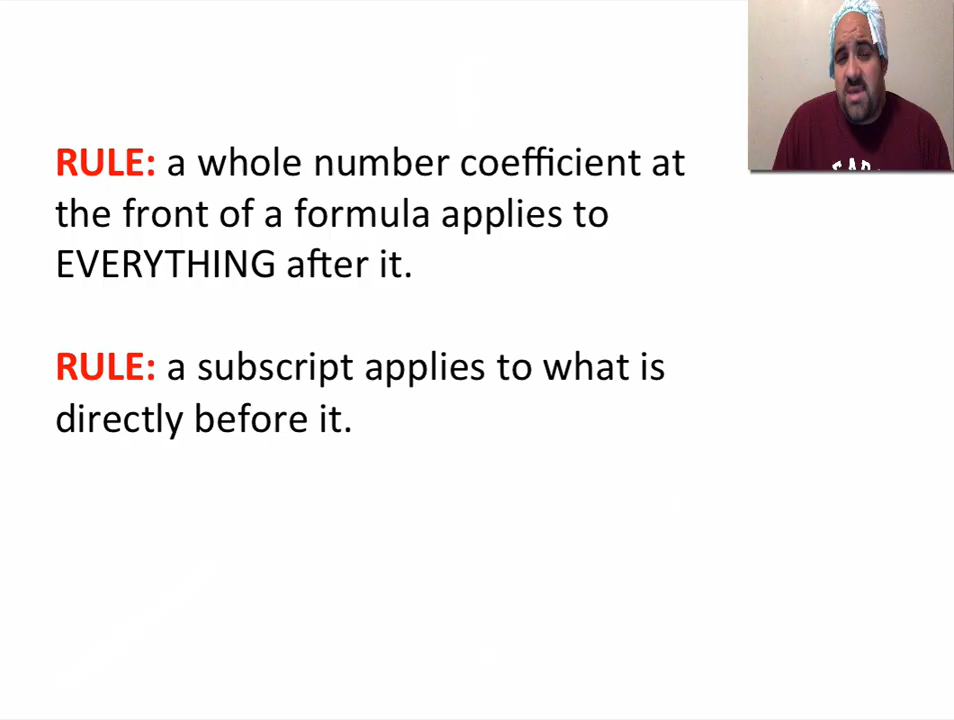 RULE: a whole number coefficient at
the front of a formula applies to
EVERYTHING after it.
RULE: a subscript applies to what is
directly before it.